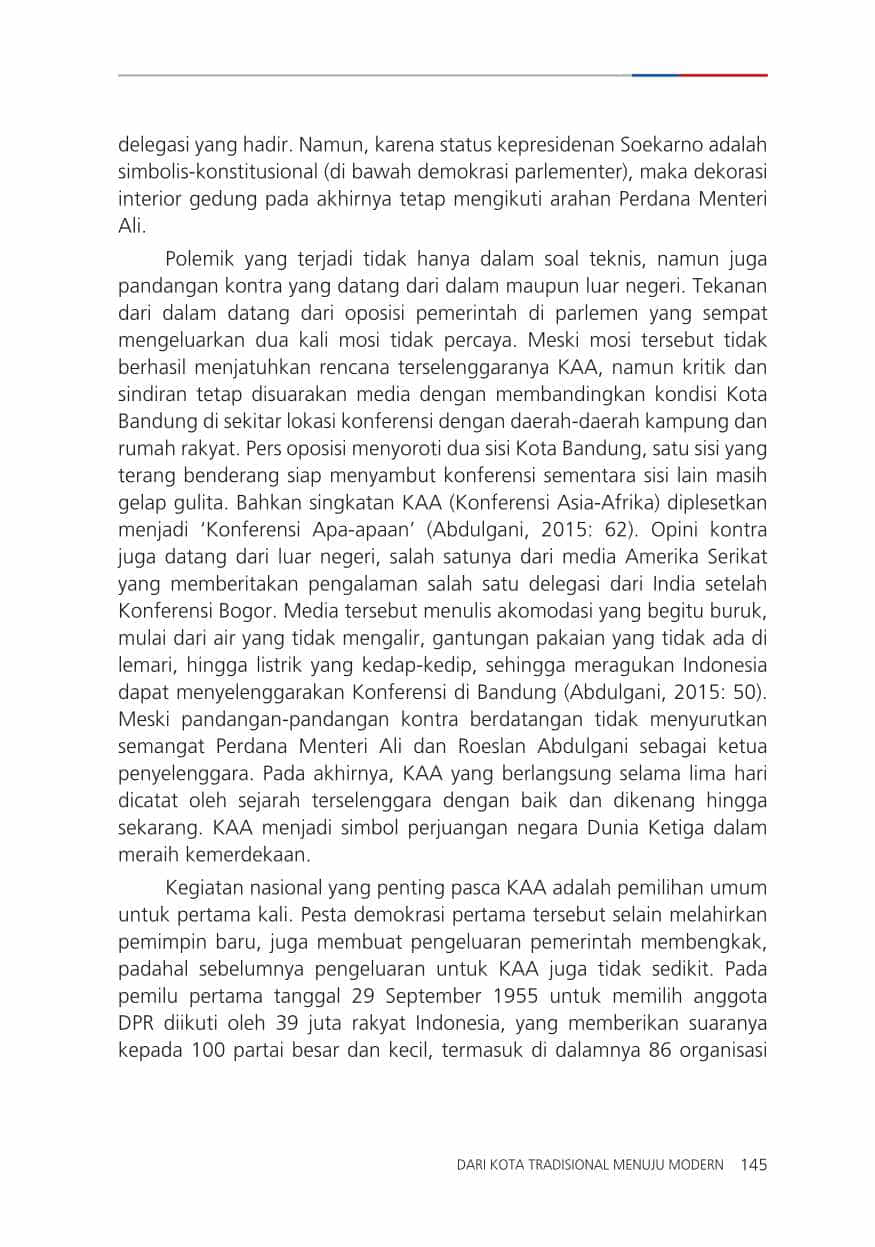 delegasi yang hadir. Namun, karena status kepresidenan Soekarno adalah
simbolis-konstitusional (di bawah demokrasi parlementer), maka dekorasi
interior gedung pada akhirnya tetap mengikuti arahan Perdana Menteri
Ali.
Polemik yang terjadi tidak hanya dalam soal teknis, namun juga
pandangan kontra yang datang dari dalam maupun luar negeri. Tekanan
dari dalam datang dari oposisi pemerintah di parlemen yang sempat
mengeluarkan dua kali mosi tidak percaya. Meski mosi tersebut tidak
berhasil menjatuhkan rencana terselenggaranya KAA, namun kritik dan
sindiran tetap disuarakan media dengan membandingkan kondisi Kota
Bandung di sekitar lokasi konferensi dengan daerah-daerah kampung dan
rumah rakyat. Pers oposisi menyoroti dua sisi Kota Bandung, satu sisi yang
terang benderang siap menyambut konferensi sementara sisi lain masih
gelap gulita. Bahkan singkatan KAA (Konferensi Asia-Afrika) diplesetkan
menjadi ‘Konferensi Apa-apaan’ (Abdulgani, 2015: 62). Opini kontra
juga datang dari luar negeri, salah satunya dari media Amerika Serikat
yang memberitakan pengalaman salah satu delegasi dari India setelah
Konferensi Bogor. Media tersebut menulis akomodasi yang begitu buruk,
mulai dari air yang tidak mengalir, gantungan pakaian yang tidak ada di
lemari, hingga listrik yang kedap-kedip, sehingga meragukan Indonesia
dapat menyelenggarakan Konferensi di Bandung (Abdulgani, 2015: 50).
Meski pandangan-pandangan kontra berdatangan tidak menyurutkan
semangat Perdana Menteri Ali dan Roeslan Abdulgani sebagai ketua
penyelenggara. Pada akhirnya, KAA yang berlangsung selama lima hari
dicatat oleh sejarah terselenggara dengan baik dan dikenang hingga
sekarang. KAA menjadi simbol perjuangan negara Dunia Ketiga dalam
meraih kemerdekaan.
Kegiatan nasional yang penting pasca KAA adalah pemilihan umum
untuk pertama kali. Pesta demokrasi pertama tersebut selain melahirkan
pemimpin baru, juga membuat pengeluaran pemerintah membengkak,
padahal sebelumnya pengeluaran untuk KAA juga tidak sedikit. Pada
pemilu pertama tanggal 29 September 1955 untuk memilih anggota
DPR diikuti oleh 39 juta rakyat Indonesia, yang memberikan suaranya
kepada 100 partai besar dan kecil, termasuk di dalamnya 86 organisasi
DARI KOTA TRADISIONAL MENUJU MODERN 145